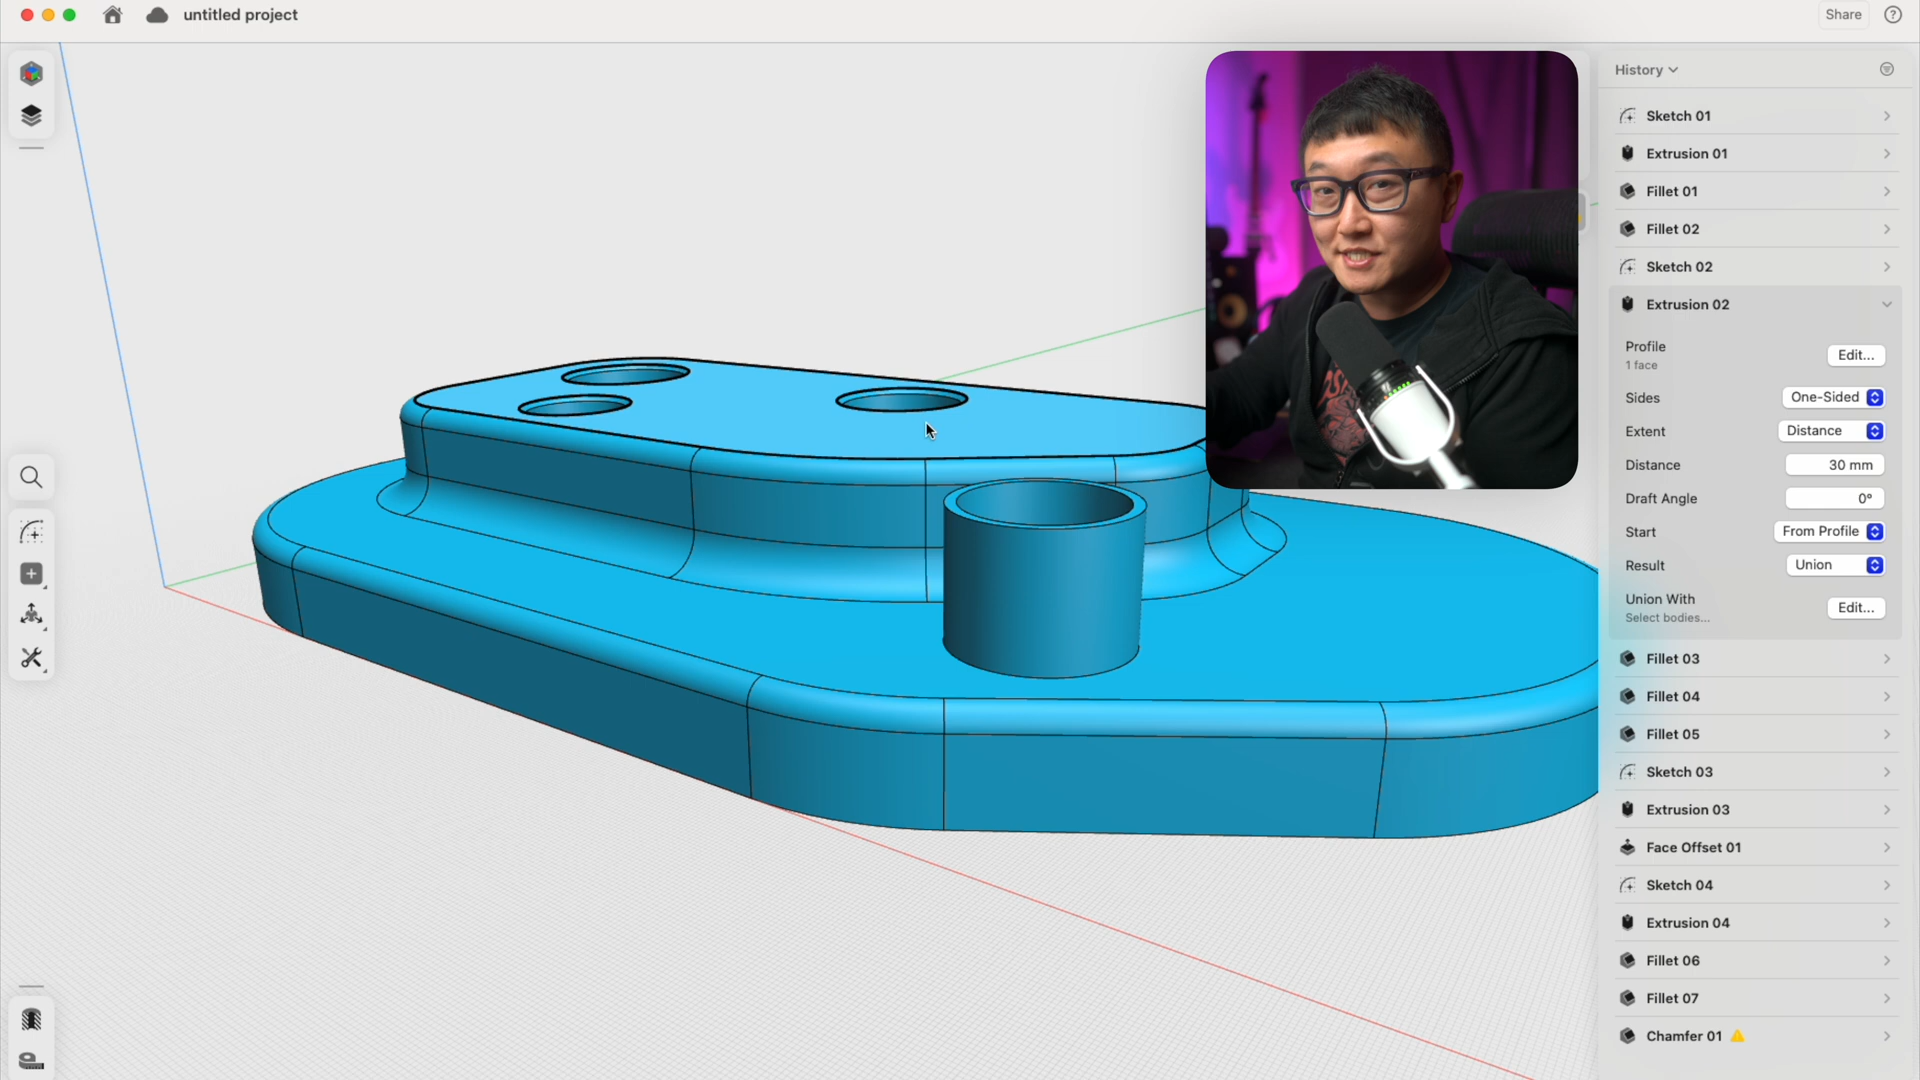 untitled project
Share
?
History
Sketch 01
Extrusion 01
Fillet 01
Fillet 02
Sketch 02
Extrusion 02
Profile
1 face
Edit...
Sides
One-Sided
Extent
Distance
Distance
30 mm
Draft Angle
0°
Start
From Profile
Result
Union
Union With
Select bodies...
Edit...
Fillet 03
Fillet 04
Fillet 05
Sketch 03
Extrusion 03
Face Offset 01
Sketch 04
Extrusion 04
Fillet 06
Fillet 07
Chamfer 01